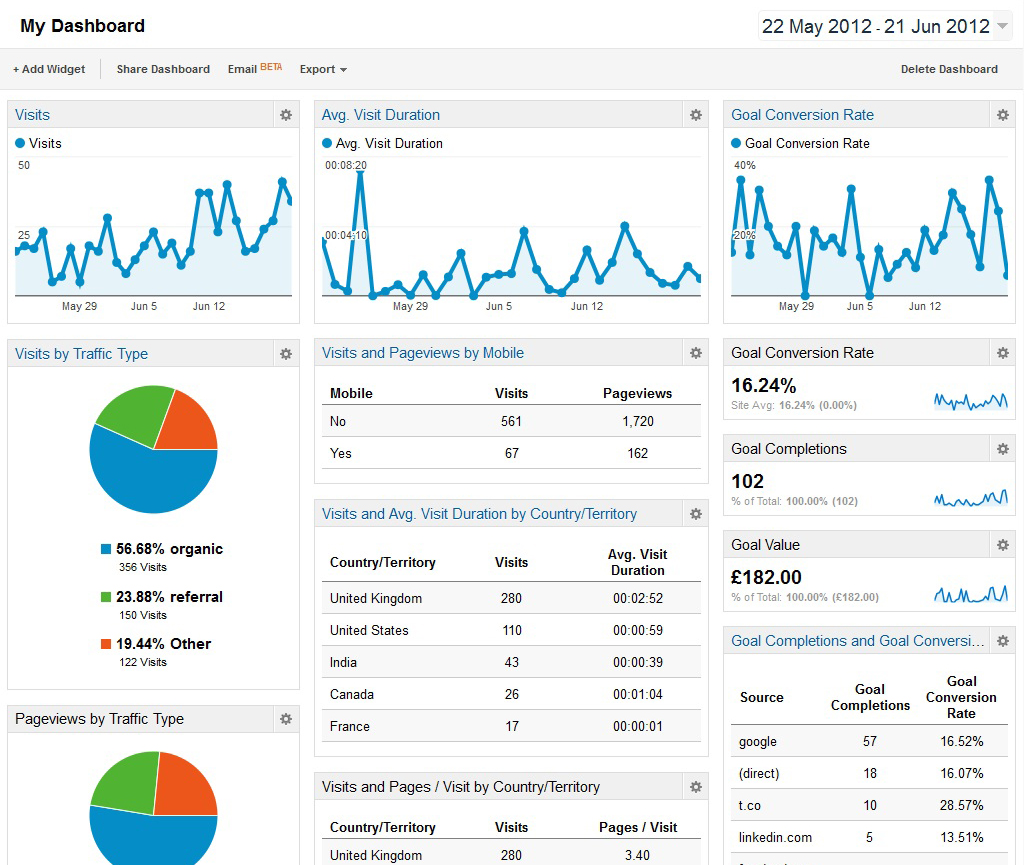 My Dashboard
22 May 2012 - 21 Jun 2012
+ Add Widget
Share Dashboard
Email BETA
Export
Delete Dashboard
Visits
Visits
50
25
May 29
Jun 5
Jun 12
Visits by Traffic Type
56.68% organic
356 Visits
23.88% referral
150 Visits
19.44% Other
122 Visits
Pageviews by Traffic Type
Avg. Visit Duration
Avg. Visit Duration
00:08:20
00:04:10
May 29
Jun 5
Jun 12
Visits and Pageviews by Mobile
Mobile Visits Pageviews
No 561 1,720
Yes 67 162
Visits and Avg. Visit Duration by Country/Territory
Country/Territory Visits Avg. Visit
Duration
United Kingdom 280 00:02:52
United States 110 00:00:59
India 43 00:00:39
Canada 26 00:01:04
France 17 00:00:01
Visits and Pages / Visit by Country/Territory
Country/Territory Visits Pages / Visit
United Kingdom 280 3.40
Goal Conversion Rate
Goal Conversion Rate
40%
20%
May 29
Jun 5
Jun 12
Goal Conversion Rate
16.24%
Site Avg: 16.24% (0.00%)
Goal Completions
102
% of Total: 100.00% (102)
Goal Value
£182.00
% of Total: 100.00% (£182.00)
Goal Completions and Goal Conversi...
Source Goal
Completions Goal
Conversion
Rate
google 57 16.52%
(direct) 18 16.07%
t.co 10 28.57%
linkedin.com 5 13.51%